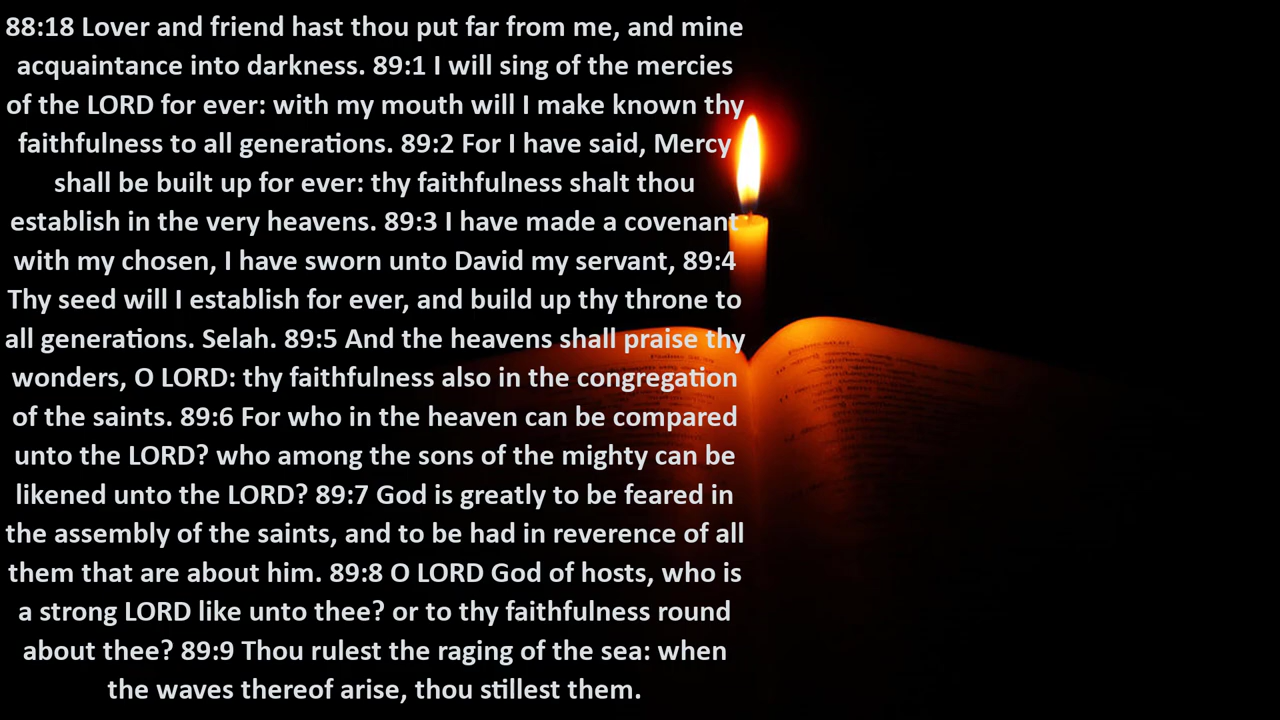 88:18 Lover and friend hast thou put far from me, and mine
acquaintance into darkness. 89:1 I will sing of the mercies
of the LORD for ever: with my mouth will I make known thy
faithfulness to all generations. 89:2 For I have said, Mercy
shall be built up for ever: thy faithfulness shalt thou
establish in the very heavens. 89:3 I have made a covenant
with my chosen, I have sworn unto David my servant, 89:4
Thy seed will I establish for ever, and build up thy throne to
all generations. Selah. 89:5 And the heavens shall praise thy
wonders, O LORD: thy faithfulness also in the congregation
of the saints. 89:6 For who in the heaven can be compared
unto the LORD? who among the sons of the mighty can be
likened unto the LORD? 89:7 God is greatly to be feared in
the assembly of the saints, and to be had in reverence of all
them that are about him. 89:8 O LORD God of hosts, who is
a strong LORD like unto thee? or to thy faithfulness round
about thee? 89:9 Thou rulest the raging of the sea: when
the waves thereof arise, thou stillest them.